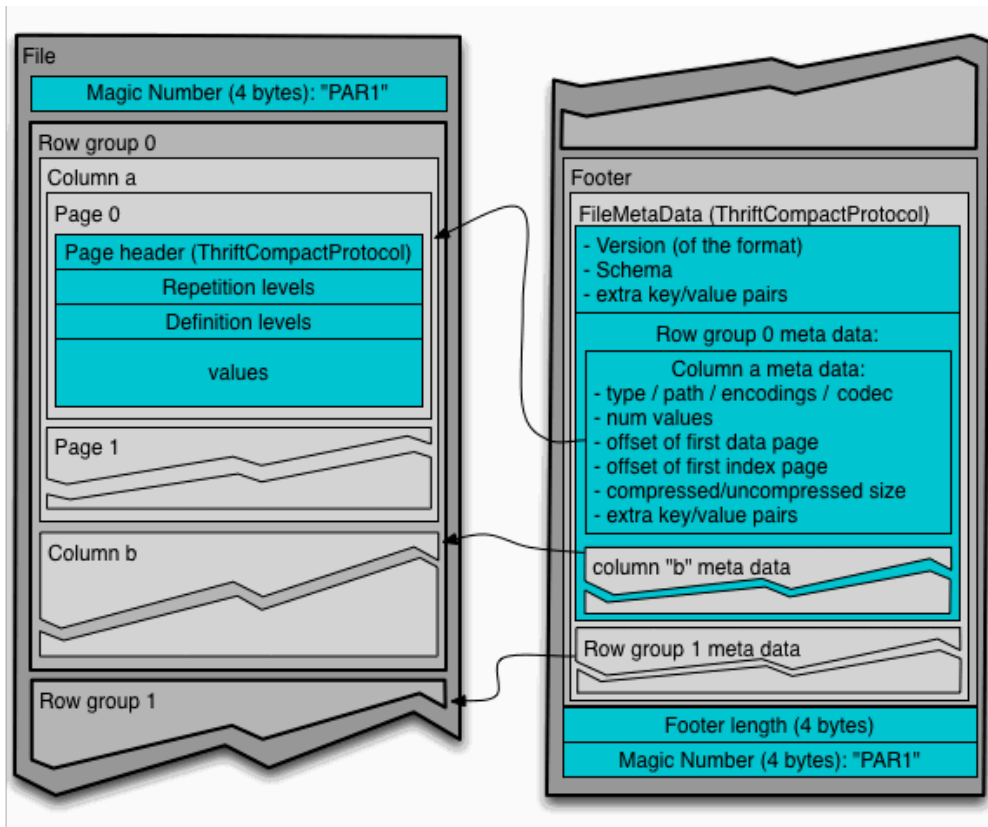 File
Magic Number (4 bytes): "PAR1"
Row group 0
Column a
Page 0
Page header (ThriftCompactProtocol)
Repetition levels
Definition levels
values
Page 1
Column b
Row group 1
Footer
FileMetaData (ThriftCompactProtocol)
- Version (of the format)
- Schema
- extra key/value pairs
Row group 0 meta data:
Column a meta data:
- type / path / encodings / codec
- num values
- offset of first data page
- offset of first index page
- compressed/uncompressed size
- extra key/value pairs
column "b" meta data
Row group 1 meta data
Footer length (4 bytes)
Magic Number (4 bytes): "PAR1"